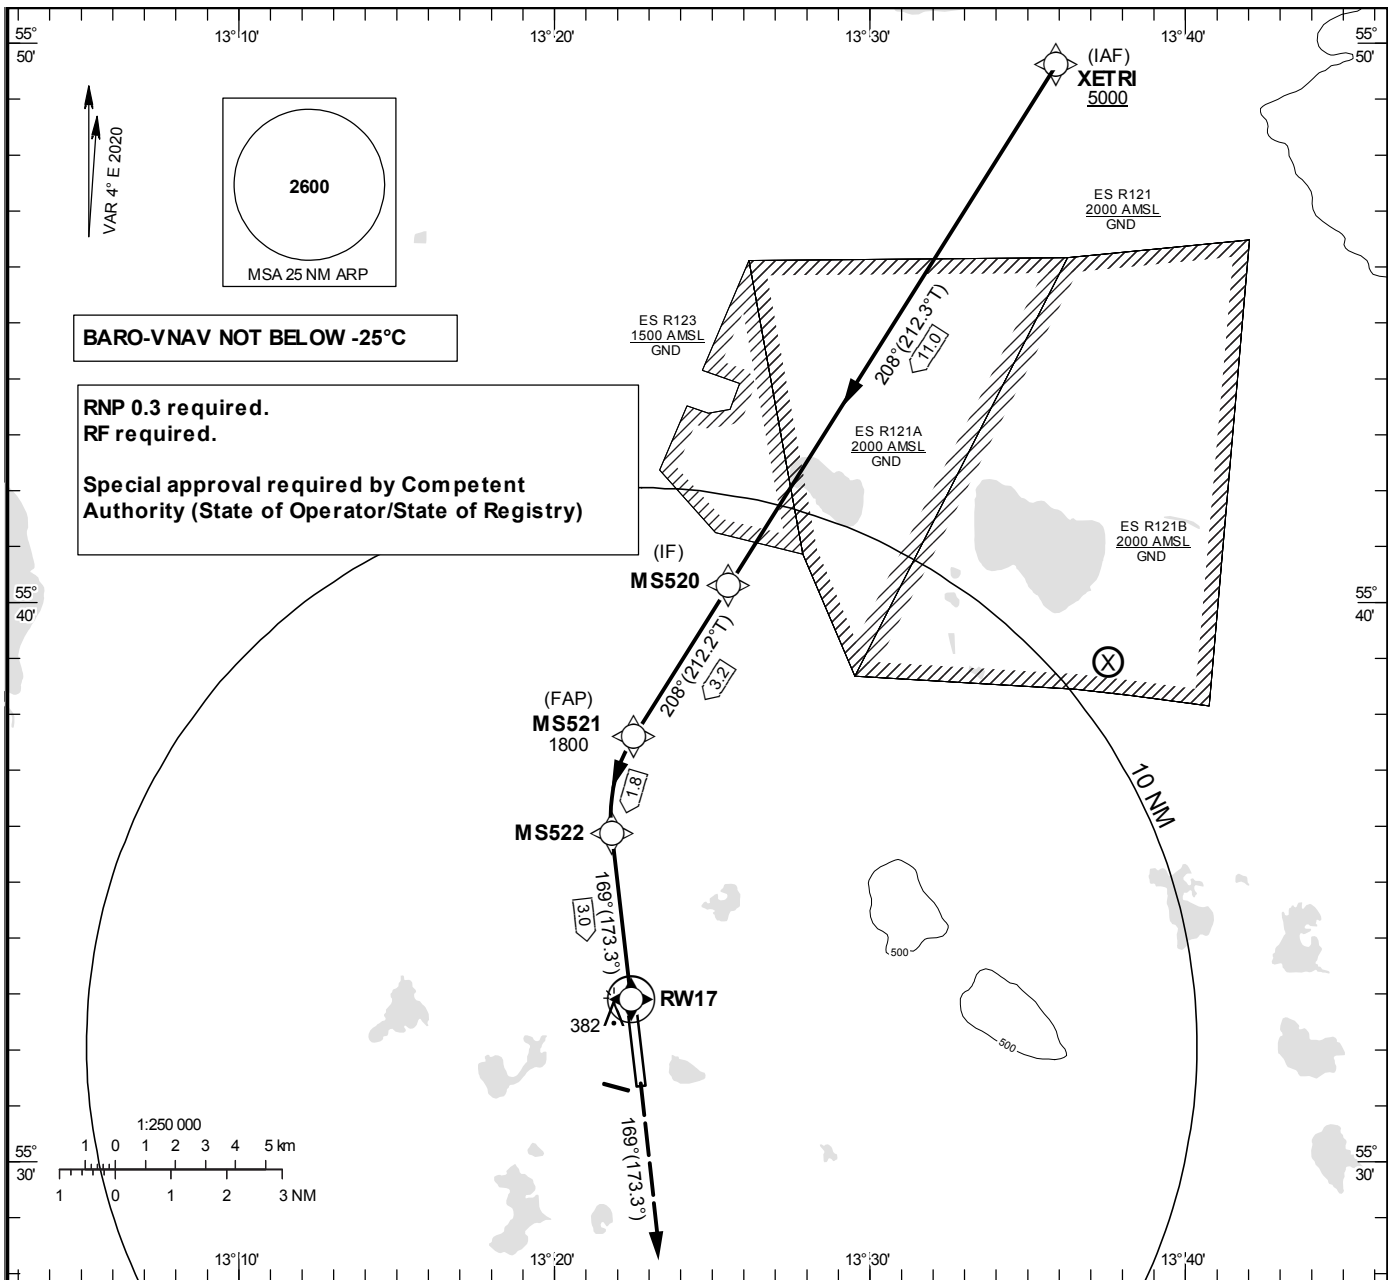 13°10'
13°20'
13°30'
13°40'
55°
50'
55°
50'
(IAF)
XETRI
5000
VAR 4° E 2020
2600
MSA 25 NM ARP
ES R121
2000 AMSL
GND
BARO-VNAV NOT BELOW -25°C
ES R123
1500 AMSL
GND
208°(212.3°T)
11.0
RNP 0.3 required.
RF required.
Special approval required by Competent
Authority (State of Operator/State of Registry)
ES R121A
2000 AMSL
GND
ES R121B
2000 AMSL
GND
(IF)
MS520
55°
40'
55°
40'
208°(212.2°T)
3.2
X
(FAP)
MS521
1800
1.8
10 NM
MS522
169°(173.3°)
3.0
500
RW17
382
500
1:250 000
1 0 1 2 3 4 5 km
1 0 1 2 3 NM
169°(173.3°)
55°
30'
55°
30'
13°10'
13°20'
13°30'
13°40'